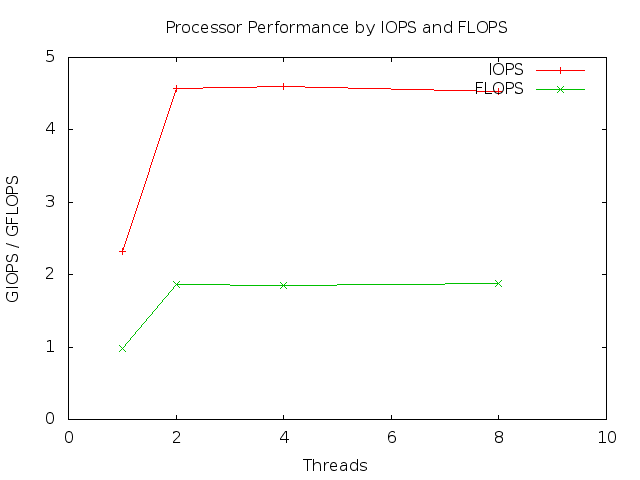 Processor Performance by IOPS and FLOPS
5
IOPS
FLOPS
4
3
GIOPS / GFLOPS
2
1
0
0 2 4 6 8 10
Threads